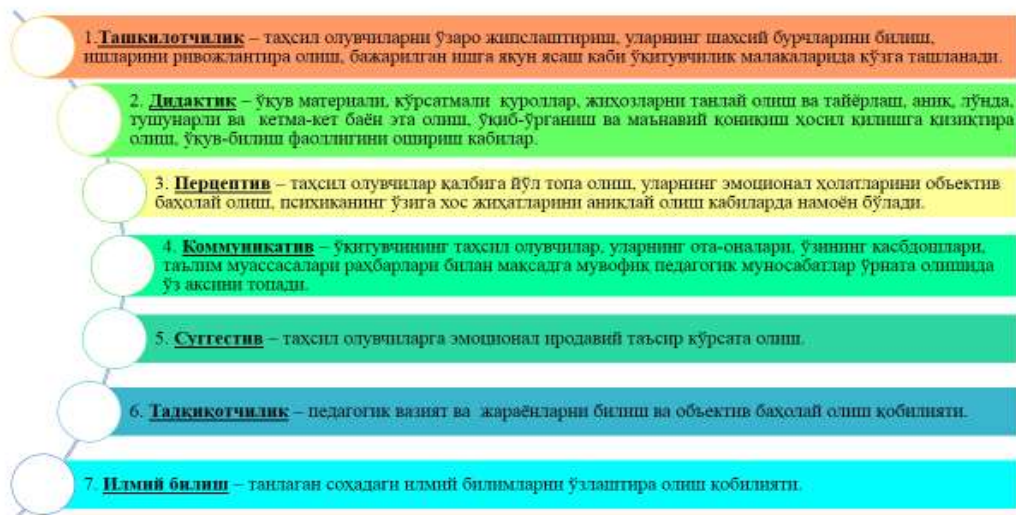 1.Ташкилотчилик – таҳсил олувчиларни ўзаро жипслаштириш, уларнинг шахсий бурчларини билиш,
ишларини ривожлантира олиш, бажарилган ишга якун ясаш каби ўқитувчилик малакаларида кўзга ташланади.
2. Дидактик – ўқув материали, кўрсатмали қуроллар, жиҳозларни танлай олиш ва тайёрлаш, аниқ, лўнда,
тушунарли ва кетма-кет баён эта олиш, ўқиб-ўрганиш ва маънавий қониқиш ҳосил қилишга қизиқтира
олиш, ўқув-билиш фаоллигини ошириш кабилар.
3. Перцептив – таҳсил олувчилар қалбига йўл топа олиш, уларнинг эмоционал ҳолатларини объектив
баҳолай олиш, психиканинг ўзига хос жиҳатларини аниқлай олиш кабиларда намоён бўлади.
4. Коммуникатив – ўқитувчининг таҳсил олувчилар, уларнинг ота-оналари, ўзининг касбдошлари,
таълим муассасалари раҳбарлари билан мақсадга мувофиқ педагогик муносабатлар ўрната олишида
ўз аксини топади.
5. Суггестив – таҳсил олувчиларга эмоционал иродавий таъсир кўрсата олиш.
6. Тадқиқотчилик – педагогик вазият ва жараёнларни билиш ва объектив баҳолай олиш қобилияти.
7. Илмий билиш – танлаган соҳадаги илмий билимларни ўзлаштира олиш қобилияти.